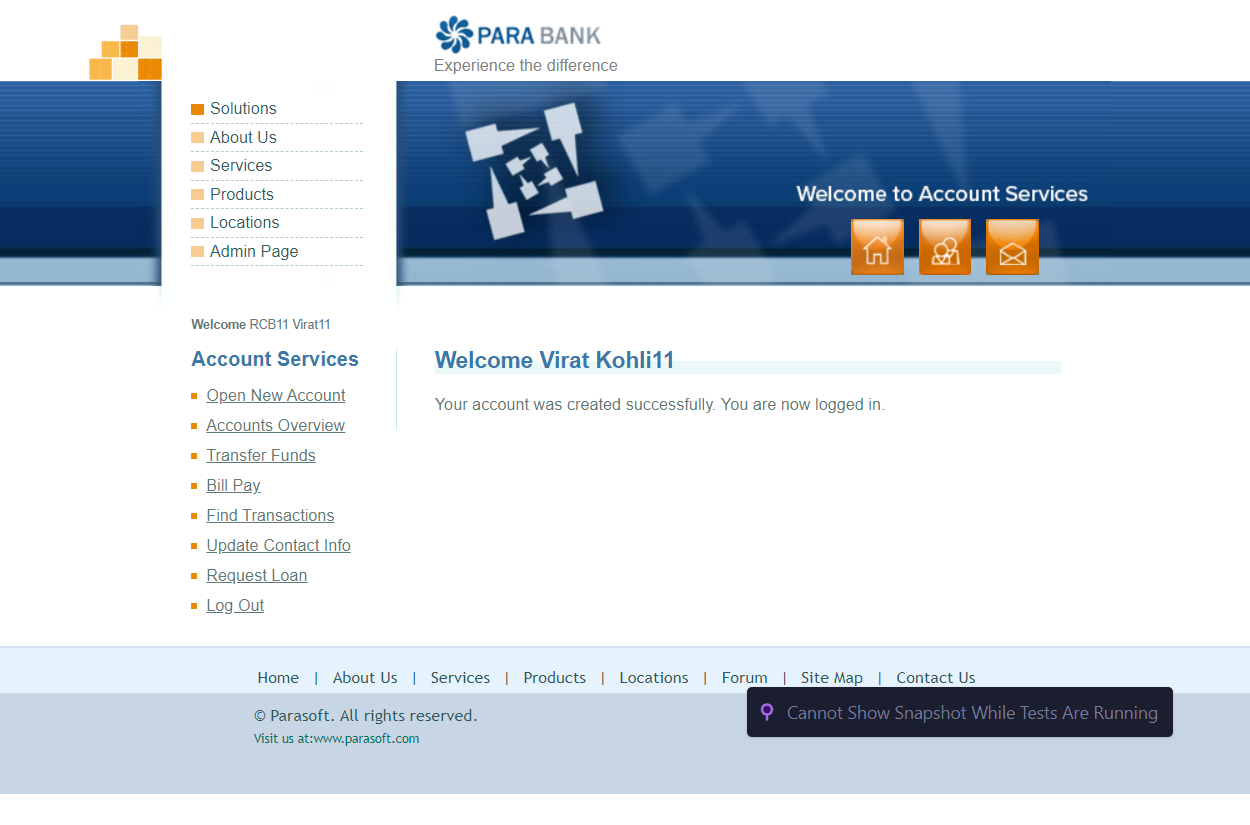 PARA BANK
Experience the difference
Solutions
About Us
Services
Products
Locations
Admin Page
Welcome to Account Services
Welcome RCB11 Virat11
Account Services
Open New Account
Accounts Overview
Transfer Funds
Bill Pay
Find Transactions
Update Contact Info
Request Loan
Log Out
Welcome Virat Kohli11
Your account was created successfully. You are now logged in.
Home | About Us | Services | Products | Locations | Forum | Site Map | Contact Us
© Parasoft. All rights reserved.
Visit us at:www.parasoft.com
Cannot Show Snapshot While Tests Are Running